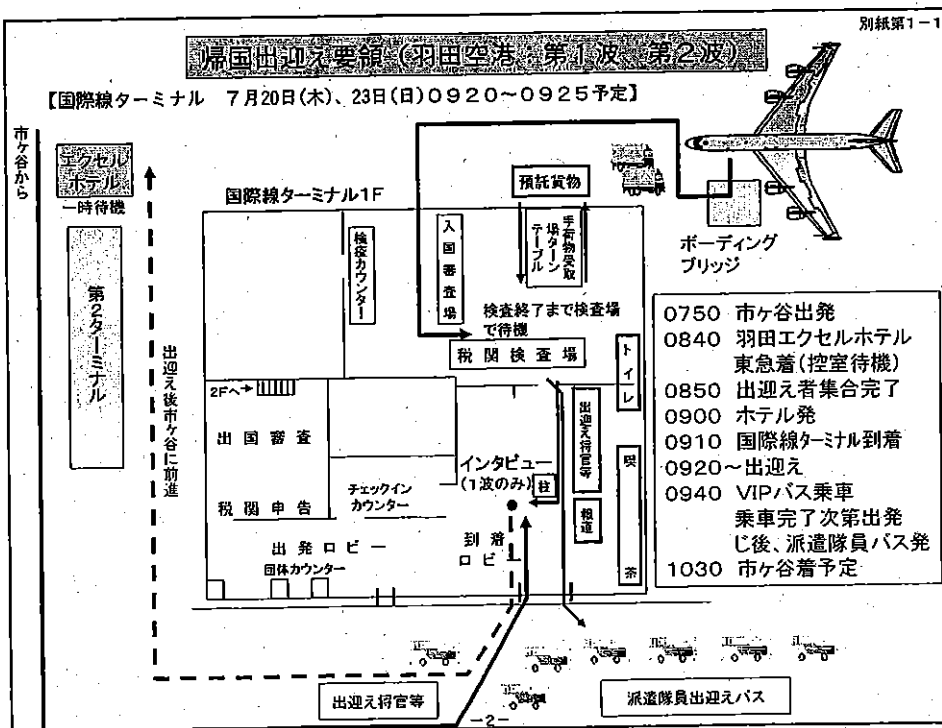 別紙第1-1
帰国出迎え要領(羽田空港:第1波、第2波)
【国際線ターミナル 7月20日(木)、23日(日)0920~0925予定】
市ヶ谷から
エクセル
ホテル
一時待機
第2ターミナル
出迎え後市ヶ谷に前進
国際線ターミナル1F
検疫カウンター
入国審査場
預託貨物
手荷物受取
場ターン
テーブル
ボーディング
ブリッジ
検査終了まで検査場
で待機
税関検査場
トイレ
2Fへ
出国審査
税関申告
チェックイン
カウンター
インタビュー
(1波のみ)
柱
出迎え将官等
報道
喫茶
出発ロビー
団体カウンター
到着
ロビー
0750 市ヶ谷出発
0840 羽田エクセルホテル
東急着(控室待機)
0850 出迎え者集合完了
0900 ホテル発
0910 国際線ターミナル到着
0920~出迎え
0940 VIPバス乗車
乗車完了次第出発
じ後、派遣隊員バス発
1030 市ヶ谷着予定
出迎え将官等
派遣隊員出迎えバス
-2-